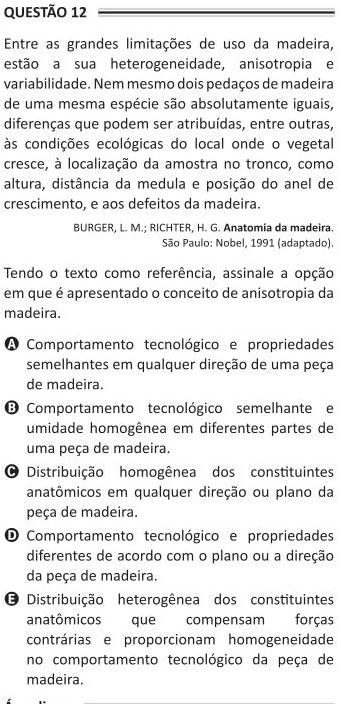 QUESTÃO 12
Entre as grandes limitações de uso da madeira,
estão a sua heterogeneidade, anisotropia e
variabilidade. Nem mesmo dois pedaços de madeira
de uma mesma espécie são absolutamente iguais,
diferenças que podem ser atribuídas, entre outras,
às condições ecológicas do local onde o vegetal
cresce, à localização da amostra no tronco, como
altura, distância da medula e posição do anel de
crescimento, e aos defeitos da madeira.
BURGER, L. M.; RICHTER, H. G. Anatomia da madeira.
São Paulo: Nobel, 1991 (adaptado).
Tendo o texto como referência, assinale a opção
em que é apresentado o conceito de anisotropia da
madeira.
A Comportamento tecnológico e propriedades
semelhantes em qualquer direção de uma peça
de madeira.
B Comportamento tecnológico semelhante e
umidade homogênea em diferentes partes de
uma peça de madeira.
C Distribuição homogênea dos constituintes
anatômicos em qualquer direção ou plano da
peça de madeira.
D Comportamento tecnológico e propriedades
diferentes de acordo com o plano ou a direção
da peça de madeira.
E Distribuição heterogênea dos constituintes
anatômicos que compensam forças
contrárias e proporcionam homogeneidade
no comportamento tecnológico da peça de
madeira.